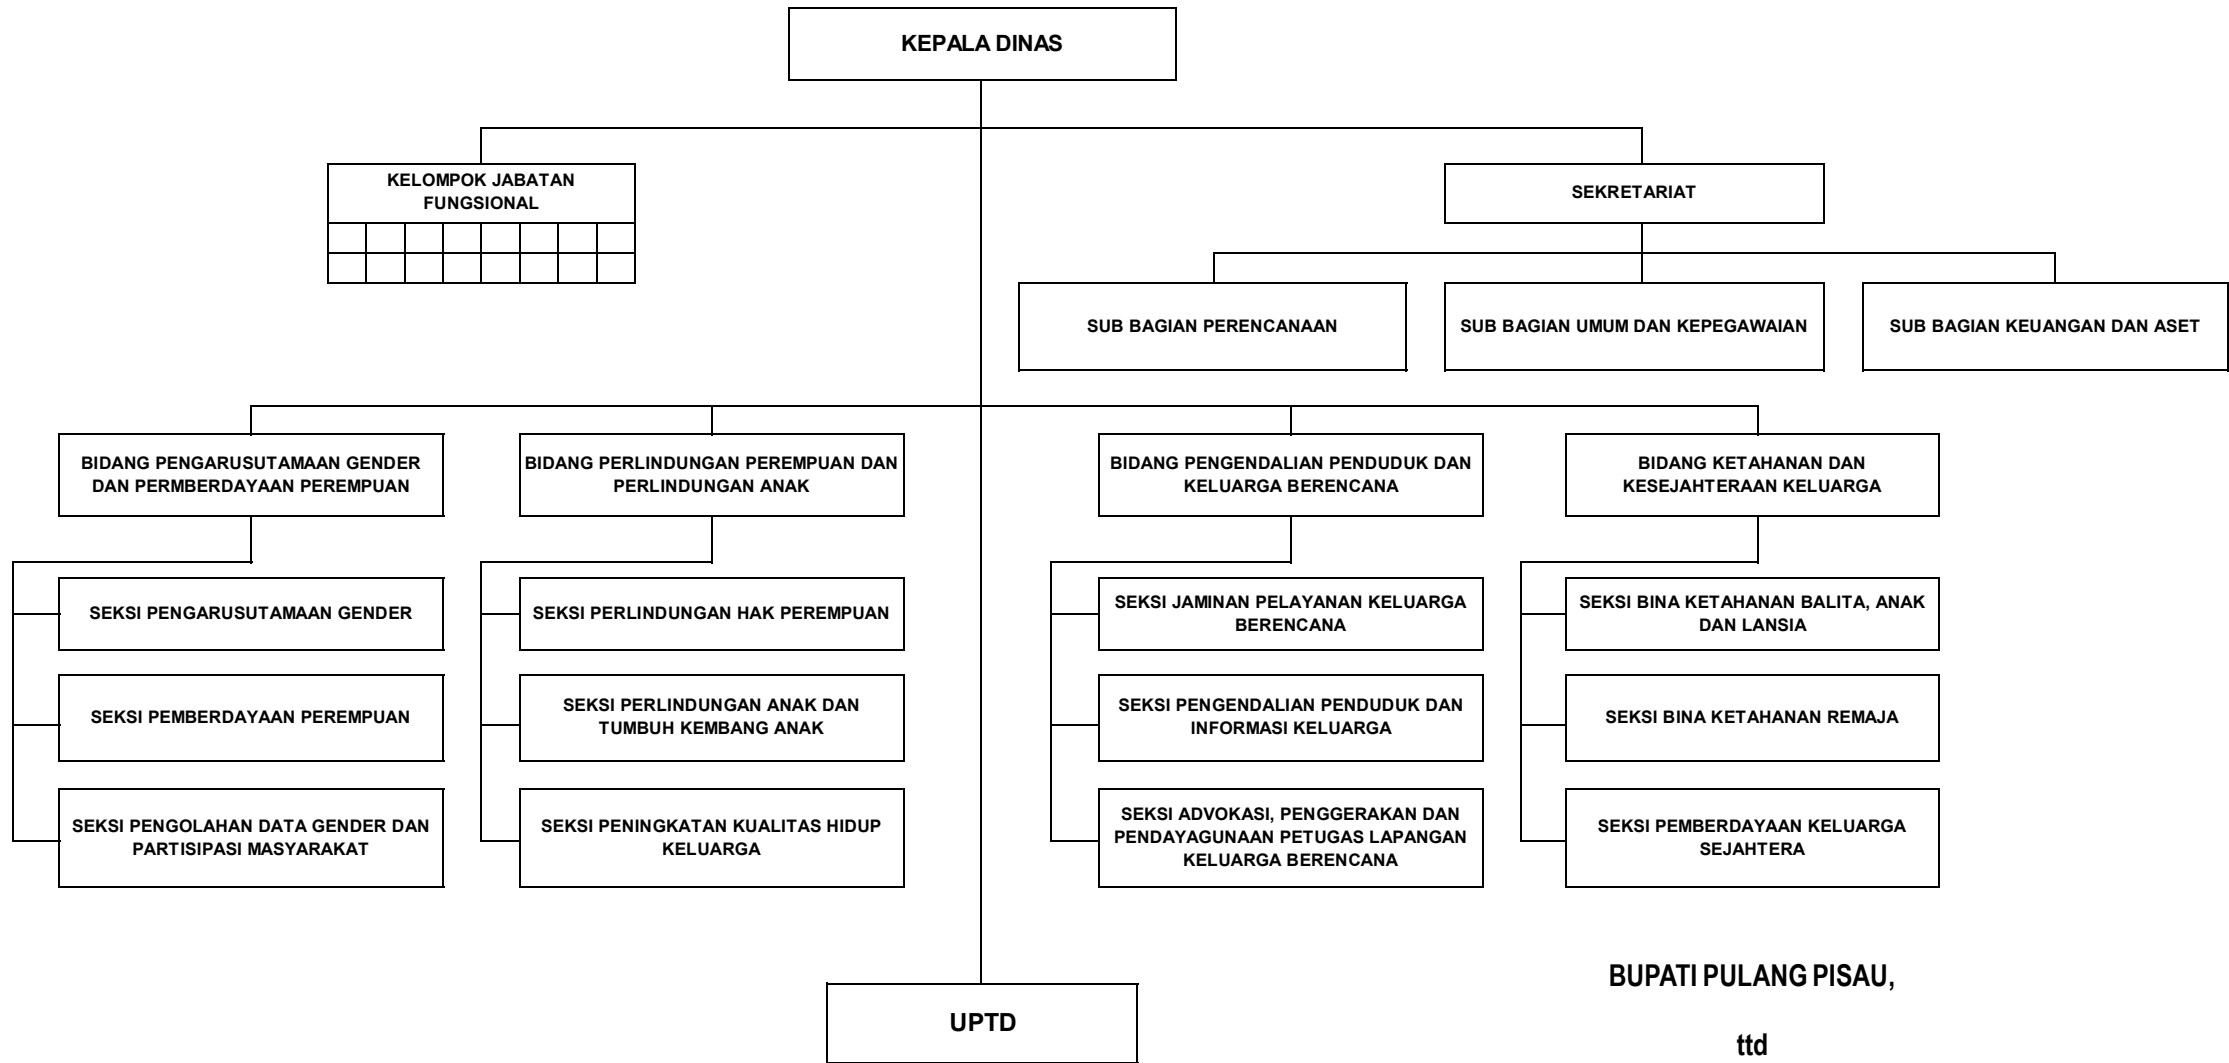 KEPALA DINAS
KELOMPOK JABATAN
FUNGSIONAL
SEKRETARIAT
SUB BAGIAN PERENCANAAN
SUB BAGIAN UMUM DAN KEPEGAWAIAN
SUB BAGIAN KEUANGAN DAN ASET
BIDANG PENGARUSUTAMAAN GENDER
DAN PERMBERDAYAAN PEREMPUAN
BIDANG PERLINDUNGAN PEREMPUAN DAN
PERLINDUNGAN ANAK
BIDANG PENGENDALIAN PENDUDUK DAN
KELUARGA BERENCANA
BIDANG KETAHANAN DAN
KESEJAHTERAAN KELUARGA
SEKSI PENGARUSUTAMAAN GENDER
SEKSI PERLINDUNGAN HAK PEREMPUAN
SEKSI JAMINAN PELAYANAN KELUARGA
BERENCANA
SEKSI BINA KETAHANAN BALITA, ANAK
DAN LANSIA
SEKSI PEMBERDAYAAN PEREMPUAN
SEKSI PERLINDUNGAN ANAK DAN
TUMBUH KEMBANG ANAK
SEKSI PENGENDALIAN PENDUDUK DAN
INFORMASI KELUARGA
SEKSI BINA KETAHANAN REMAJA
SEKSI PENGOLAHAN DATA GENDER DAN
PARTISIPASI MASYARAKAT
SEKSI PENINGKATAN KUALITAS HIDUP
KELUARGA
SEKSI ADVOKASI, PENGGERAKAN DAN
PENDAYAGUNAAN PETUGAS LAPANGAN
KELUARGA BERENCANA
SEKSI PEMBERDAYAAN KELUARGA
SEJAHTERA
UPTD
BUPATI PULANG PISAU,
ttd